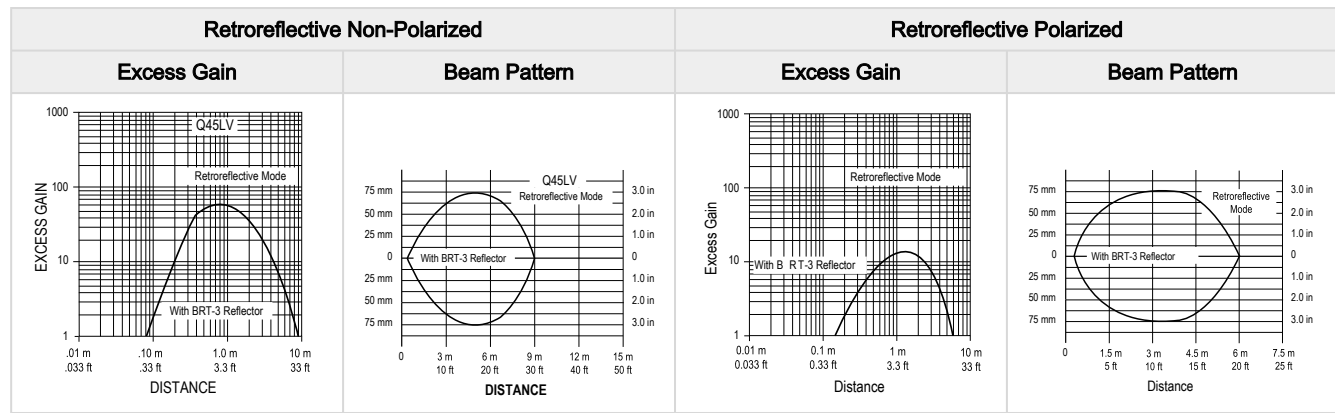 Retroreflective Non-Polarized
Retroreflective Polarized
Excess Gain
Beam Pattern
Excess Gain
Beam Pattern
1000
100
10
1
EXCESS GAIN
Q45LV
Retroreflective Mode
With BRT-3 Reflector
.01 m .10 m 1.0 m 10 m
.033 ft .33 ft 3.3 ft 33 ft
DISTANCE
75 mm
50 mm
25 mm
0
25 mm
50 mm
75 mm
Q45LV
Retroreflective Mode
With BRT-3 Reflector
3.0 in
2.0 in
1.0 in
0
1.0 in
2.0 in
3.0 in
0 3 m 6 m 9 m 12 m 15 m
10 ft 20 ft 30 ft 40 ft 50 ft
DISTANCE
1000
100
10
1
Excess Gain
Retroreflective Mode
With B R T-3 Reflector
0.01 m 0.1 m 1 m 10 m
0.033 ft 0.33 ft 3.3 ft 33 ft
Distance
75 mm
50 mm
25 mm
0
25 mm
50 mm
75 mm
Retroreflective
Mode
With BRT-3 Reflector
3.0 in
2.0 in
1.0 in
0
1.0 in
2.0 in
3.0 in
0 1.5 m 3 m 4.5 m 6 m 7.5 m
5 ft 10 ft 15 ft 20 ft 25 ft
Distance